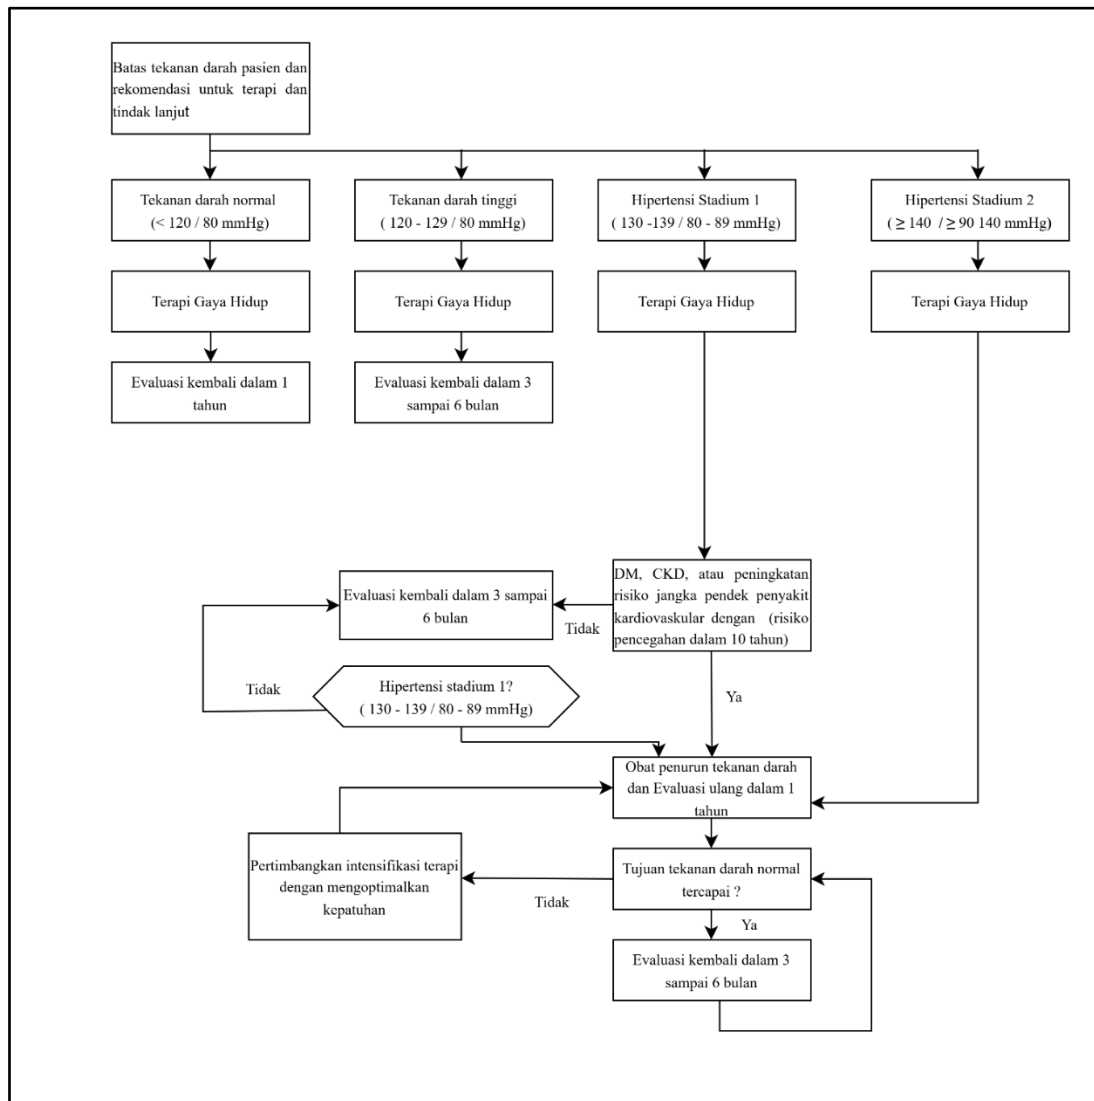 Batas tekanan darah pasien dan
rekomendasi untuk terapi dan
tindak lanjut
Tekanan darah normal
(< 120 / 80 mmHg)
Tekanan darah tinggi
( 120 - 129 / 80 mmHg)
Hipertensi Stadium 1
( 130 -139 / 80 - 89 mmHg)
Hipertensi Stadium 2
( ≥ 140 / ≥ 90 140 mmHg)
Terapi Gaya Hidup
Terapi Gaya Hidup
Terapi Gaya Hidup
Terapi Gaya Hidup
Evaluasi kembali dalam 1
tahun
Evaluasi kembali dalam 3
sampai 6 bulan
DM, CKD, atau peningkatan
risiko jangka pendek penyakit
kardiovaskular dengan (risiko
pencegahan dalam 10 tahun)
Tidak
Evaluasi kembali dalam 3 sampai
6 bulan
Tidak
Hipertensi stadium 1?
( 130 - 139 / 80 - 89 mmHg)
Ya
Obat penurun tekanan darah
dan Evaluasi ulang dalam 1
tahun
Pertimbangkan intensifikasi terapi
dengan mengoptimalkan
kepatuhan
Tidak
Tujuan tekanan darah normal
tercapai ?
Ya
Evaluasi kembali dalam 3
sampai 6 bulan